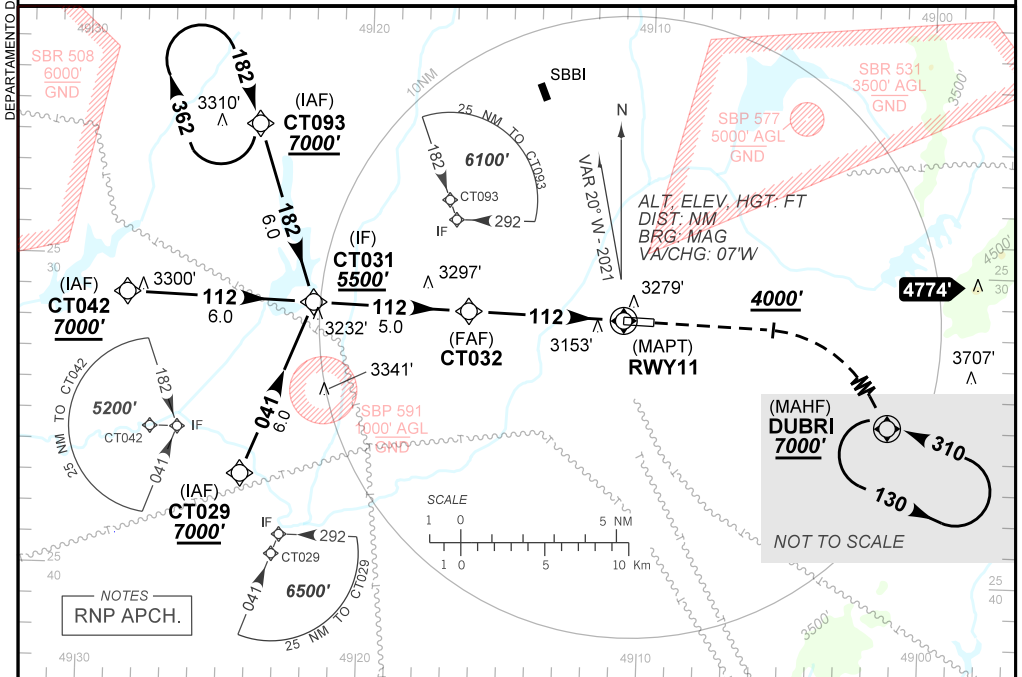 DEPARTAMENTO D
49'30
49'20
49'10
49'00
SBR 508
6000'
GND
182
362
3310'
(IAF)
CT093
7000'
10NM
SBBI
25 NM TO CT093
6100'
182
CT093
IF
292
N
VAR 20° W - 2021
SBR 531
3500' AGL
GND
3500'
SBP 577
5000' AGL
GND
ALT, ELEV, HGT: FT
DIST: NM
BRG: MAG
VA/CHG: 07'W
182
6.0
(IF)
CT031
5500'
25
30
(IAF)
CT042
7000'
3300'
112
6.0
3297'
112
5.0
3232'
(FAF)
CT032
112
3153'
3279'
(MAPT)
RWY11
4000'
4774'
4500'
25
30
3707'
3341'
SBP 591
1000' AGL
GND
25 NM TO CT042
5200'
182
CT042
IF
041
041
6.0
(IAF)
CT029
7000'
(MAHF)
DUBRI
7000'
310
130
NOT TO SCALE
SCALE
1 0 5 NM
1 0 5 10 Km
IF
292
CT029
041
6500'
25 NM TO CT029
25
40
NOTES
RNP APCH.
25
40
3500'
49'30
49'20
49'10
49'00